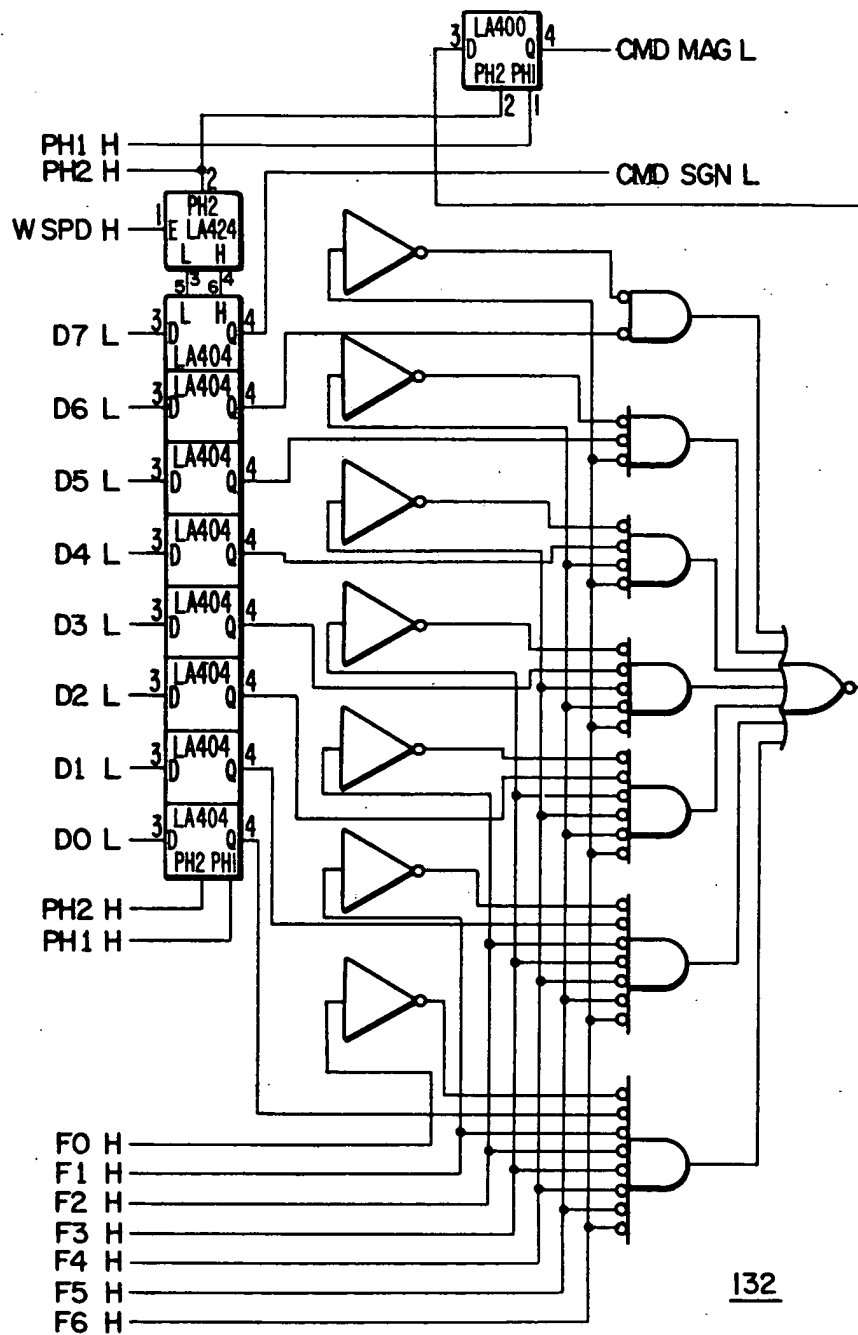 LA400
3 D Q 4
CMD MAG L
PH2 PH1
2 1
PH1 H
PH2 H
2
CMD SGN L
PH2
W SPD H
1 E LA424
L H
5 3 6 4
L H
D7 L 3 D Q 4
LA404
LA404
D6 L 3 D Q 4
LA404
D5 L 3 D Q 4
LA404
D4 L 3 D Q 4
LA404
D3 L 3 D Q 4
LA404
D2 L 3 D Q 4
LA404
D1 L 3 D Q 4
LA404
D0 L 3 D Q 4
PH2 PH1
PH2 H
PH1 H
F0 H
F1 H
F2 H
F3 H
F4 H
F5 H
F6 H
132